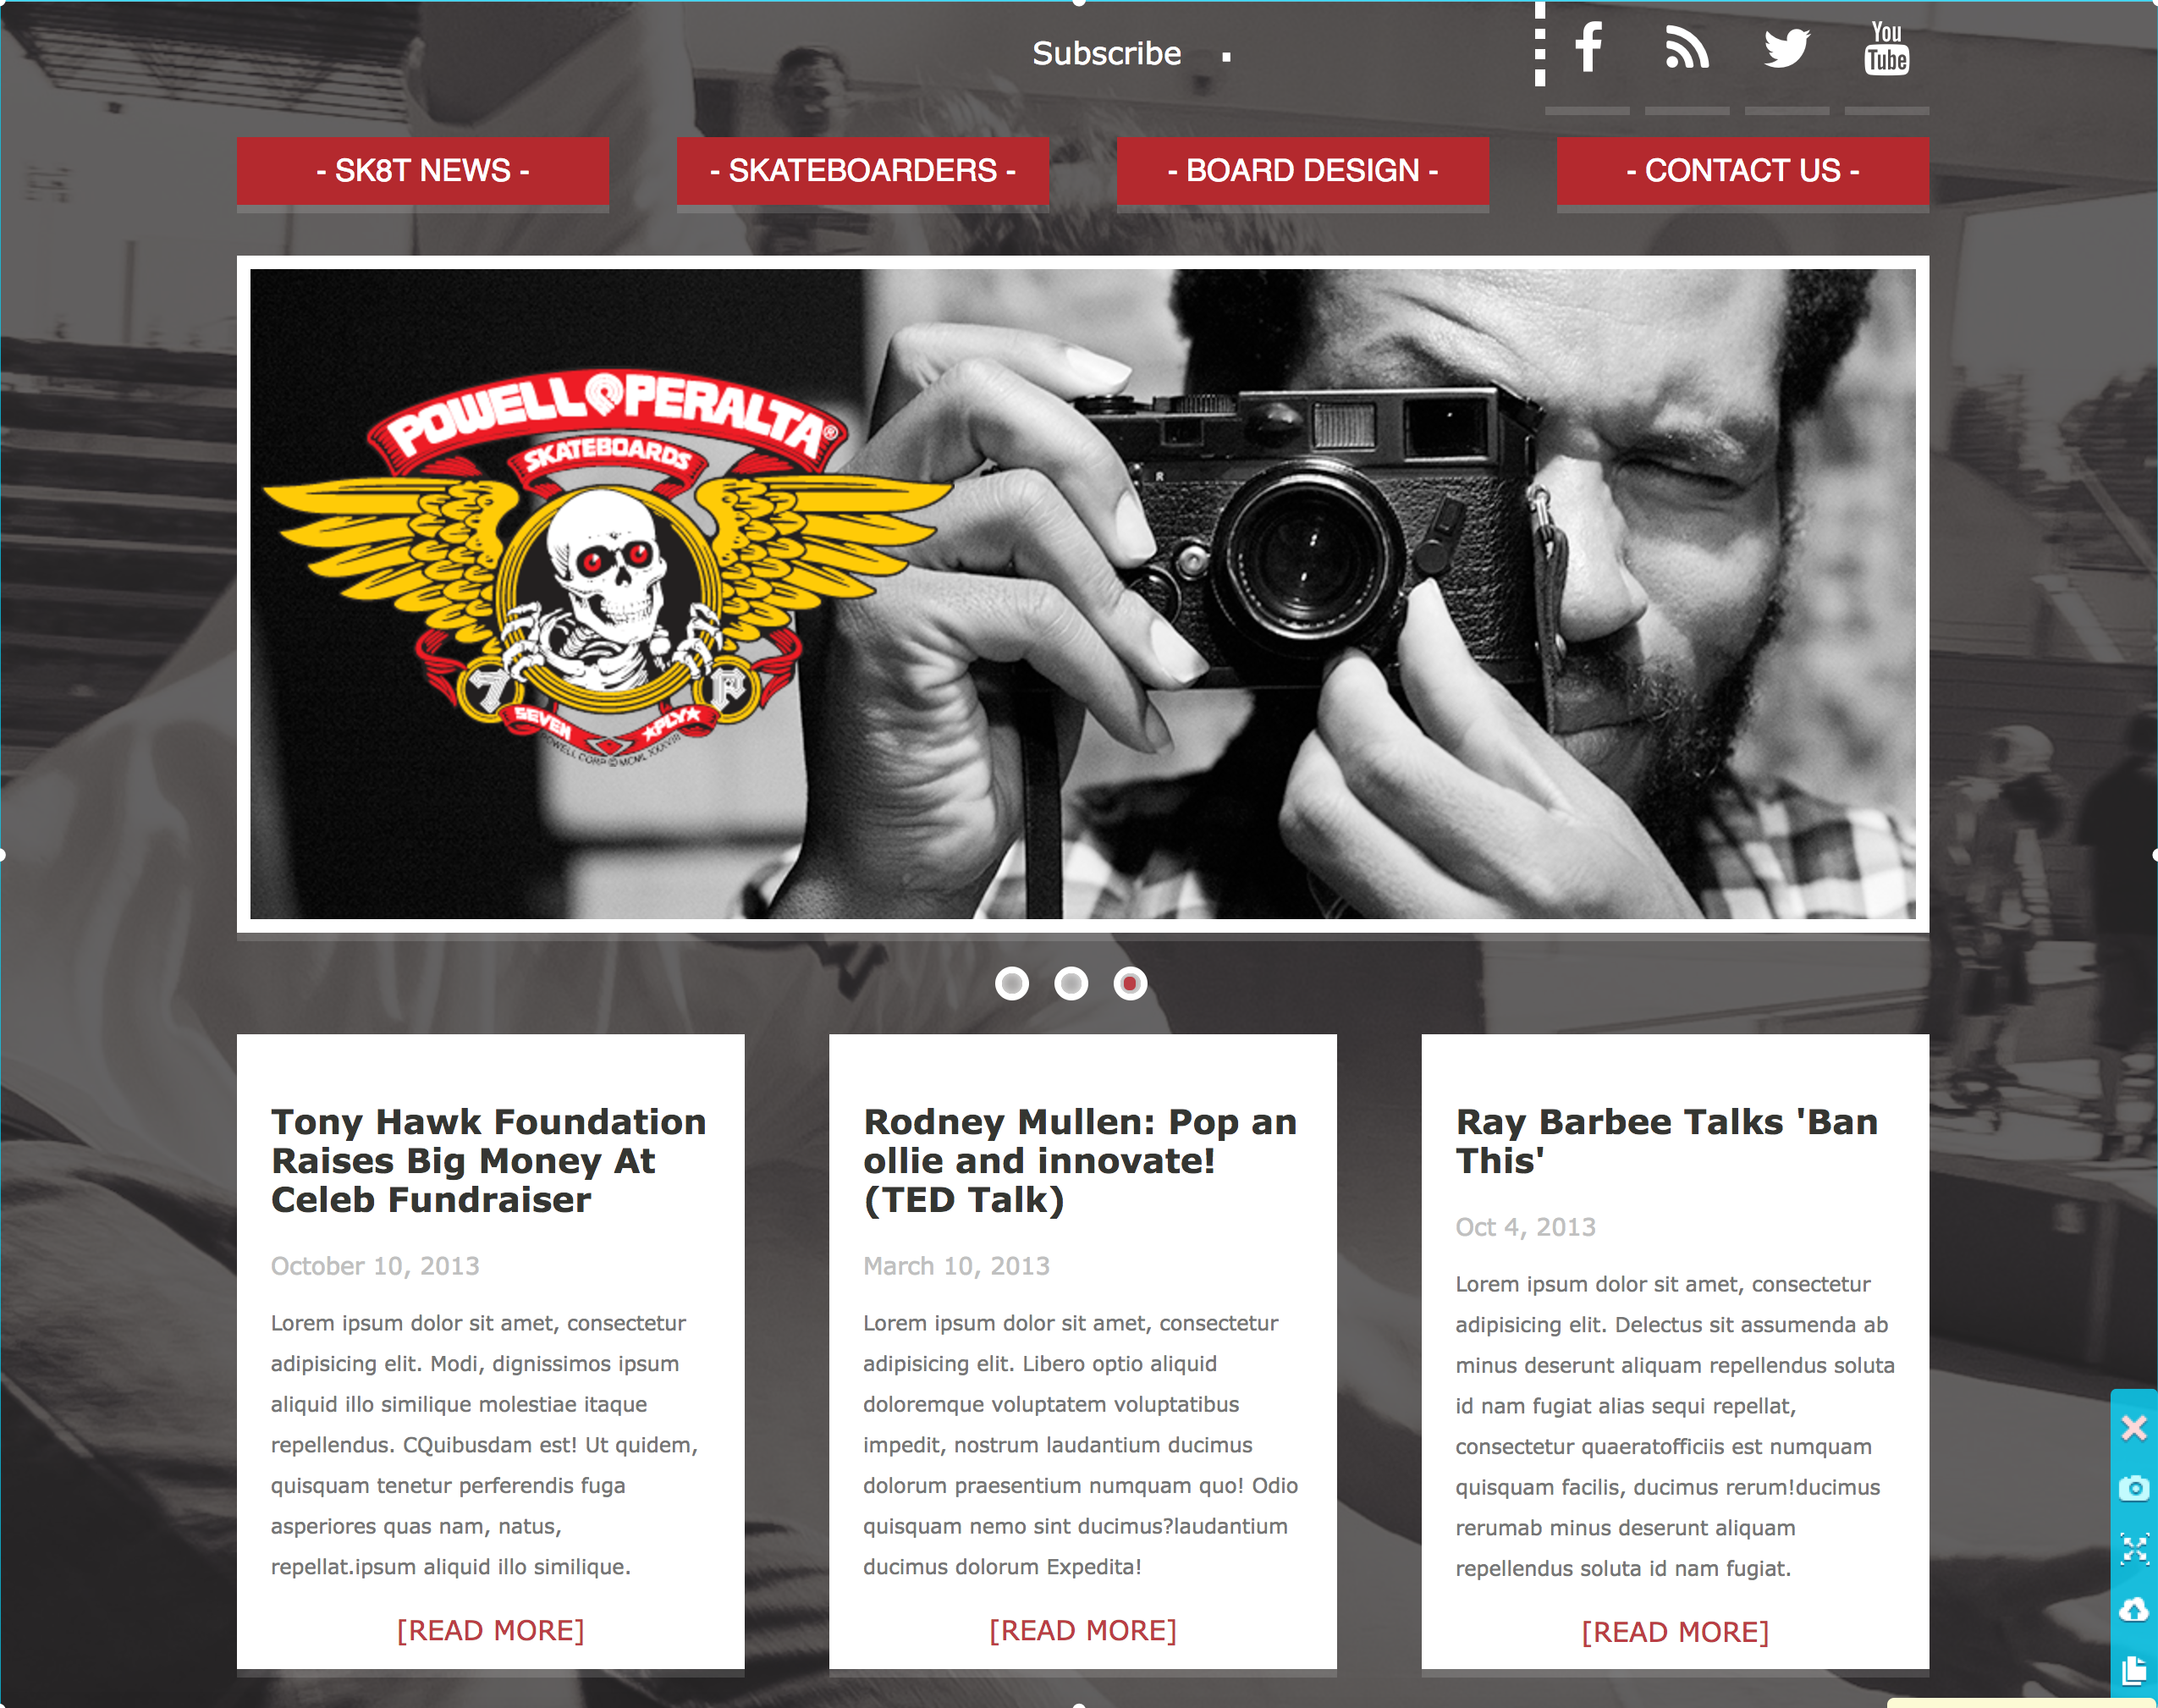 Subscribe
You
Tube
- SK8T NEWS -
- SKATEBOARDERS -
- BOARD DESIGN -
- CONTACT US -
POWELL PERALTA®
SKATEBOARDS
R
7 P
SEVEN ★PLY★
POWELL CORP © MCML XXXVIII
Tony Hawk Foundation
Raises Big Money At
Celeb Fundraiser
October 10, 2013
Lorem ipsum dolor sit amet, consectetur
adipisicing elit. Modi, dignissimos ipsum
aliquid illo similique molestiae itaque
repellendus. CQuibusdam est! Ut quidem,
quisquam tenetur perferendis fuga
asperiores quas nam, natus,
repellat.ipsum aliquid illo similique.
[READ MORE]
Rodney Mullen: Pop an
ollie and innovate!
(TED Talk)
March 10, 2013
Lorem ipsum dolor sit amet, consectetur
adipisicing elit. Libero optio aliquid
doloremque voluptatem voluptatibus
impedit, nostrum laudantium ducimus
dolorum praesentium numquam quo! Odio
quisquam nemo sint ducimus?laudantium
ducimus dolorum Expedita!
[READ MORE]
Ray Barbee Talks 'Ban
This'
Oct 4, 2013
Lorem ipsum dolor sit amet, consectetur
adipisicing elit. Delectus sit assumenda ab
minus deserunt aliquam repellendus soluta
id nam fugiat alias sequi repellat,
consectetur quaeratofficiis est numquam
quisquam facilis, ducimus rerum!ducimus
rerumab minus deserunt aliquam
repellendus soluta id nam fugiat.
[READ MORE]